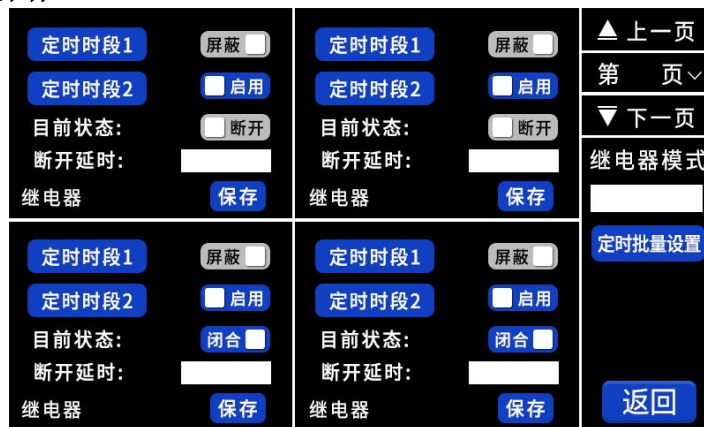 定时时段1 屏蔽
定时时段2 启用
目前状态: 断开
断开延时:
继电器 保存
定时时段1 屏蔽
定时时段2 启用
目前状态: 断开
断开延时:
继电器 保存
定时时段1 屏蔽
定时时段2 启用
目前状态: 闭合
断开延时:
继电器 保存
定时时段1 屏蔽
定时时段2 启用
目前状态: 闭合
断开延时:
继电器 保存
上一页
第 页
下一页
继电器模式
定时批量设置
返回